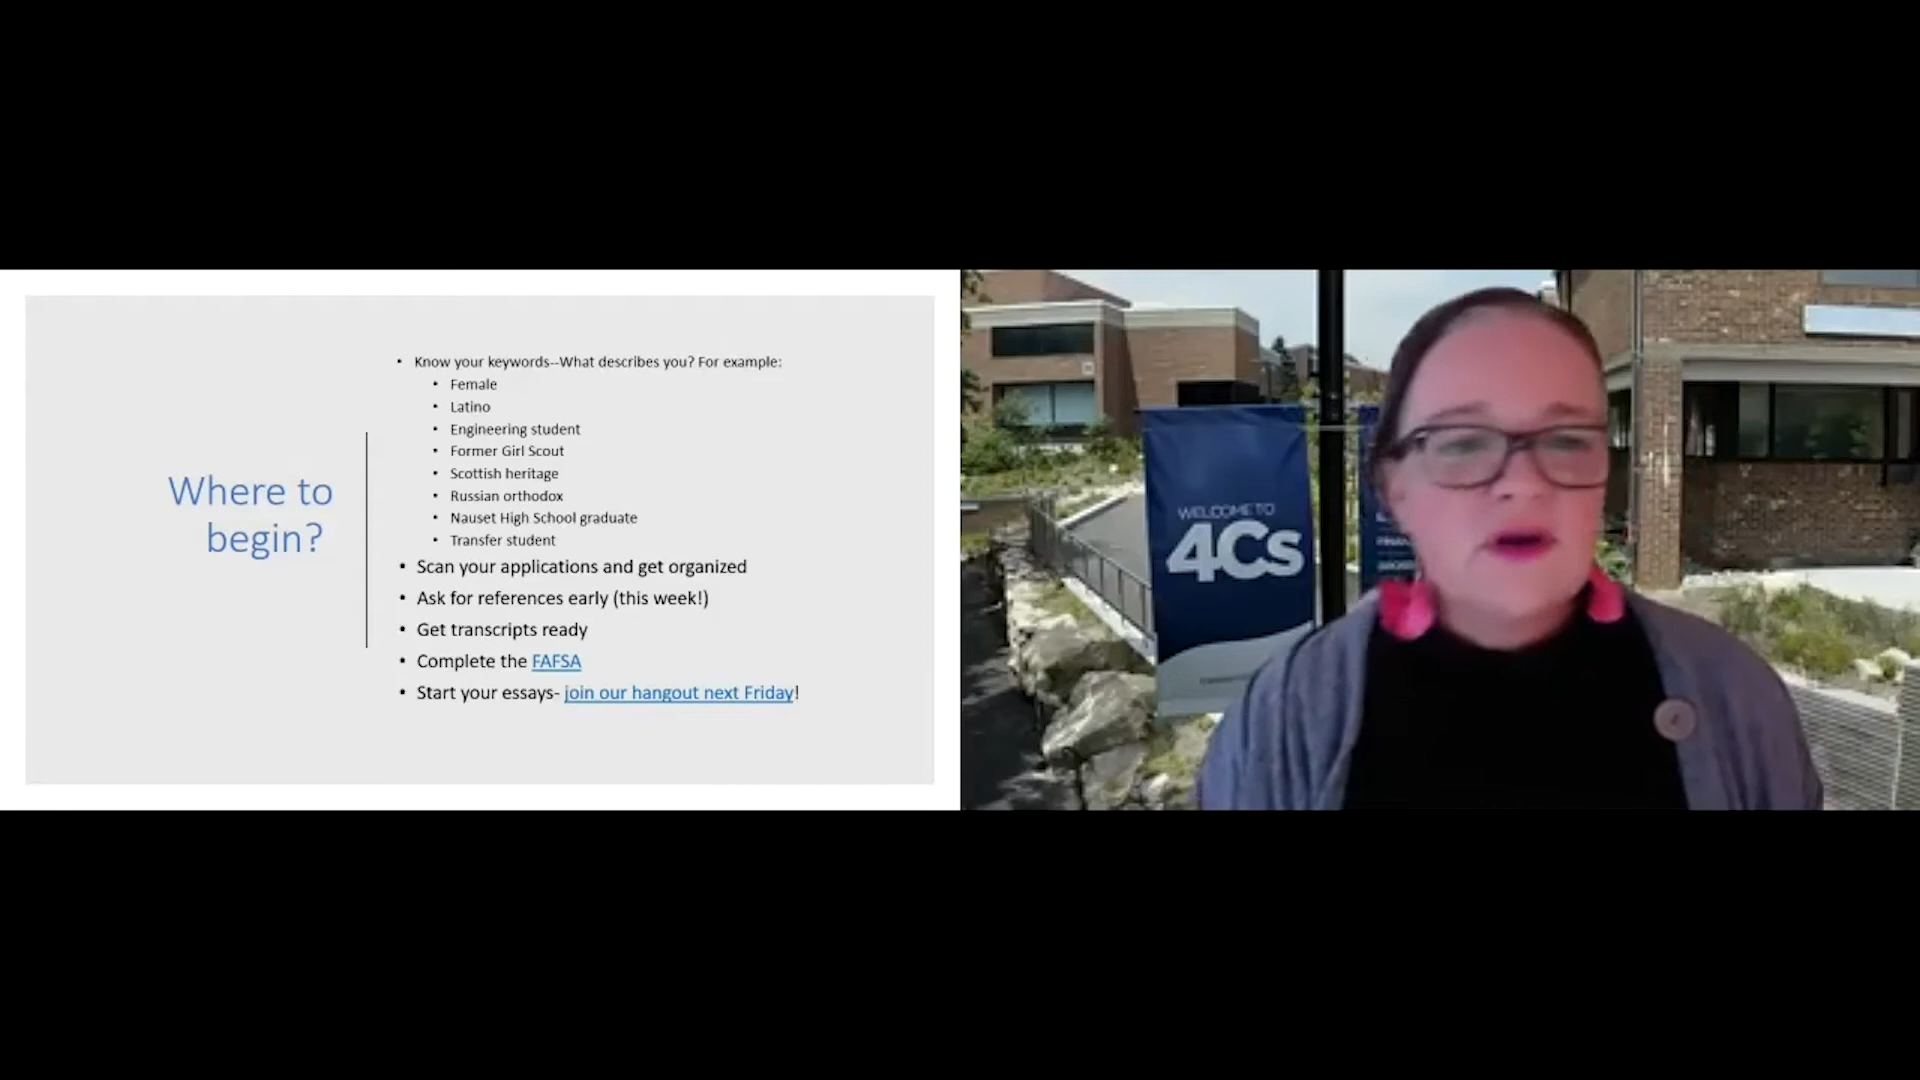 Where to
begin?
• Know your keywords--What describes you? For example:
• Female
• Latino
• Engineering student
• Former Girl Scout
• Scottish heritage
• Russian orthodox
• Nauset High School graduate
• Transfer student
• Scan your applications and get organized
• Ask for references early (this week!)
• Get transcripts ready
• Complete the FAFSA
• Start your essays- join our hangout next Friday!
WELCOME TO
4Cs